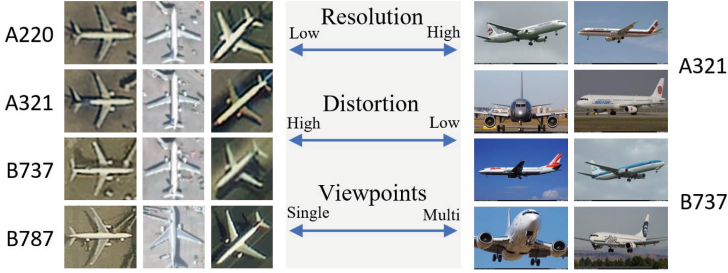 A220
A321
B737
B787
Resolution
Low High
Distortion
High Low
Viewpoints
Single Multi
A321
B737